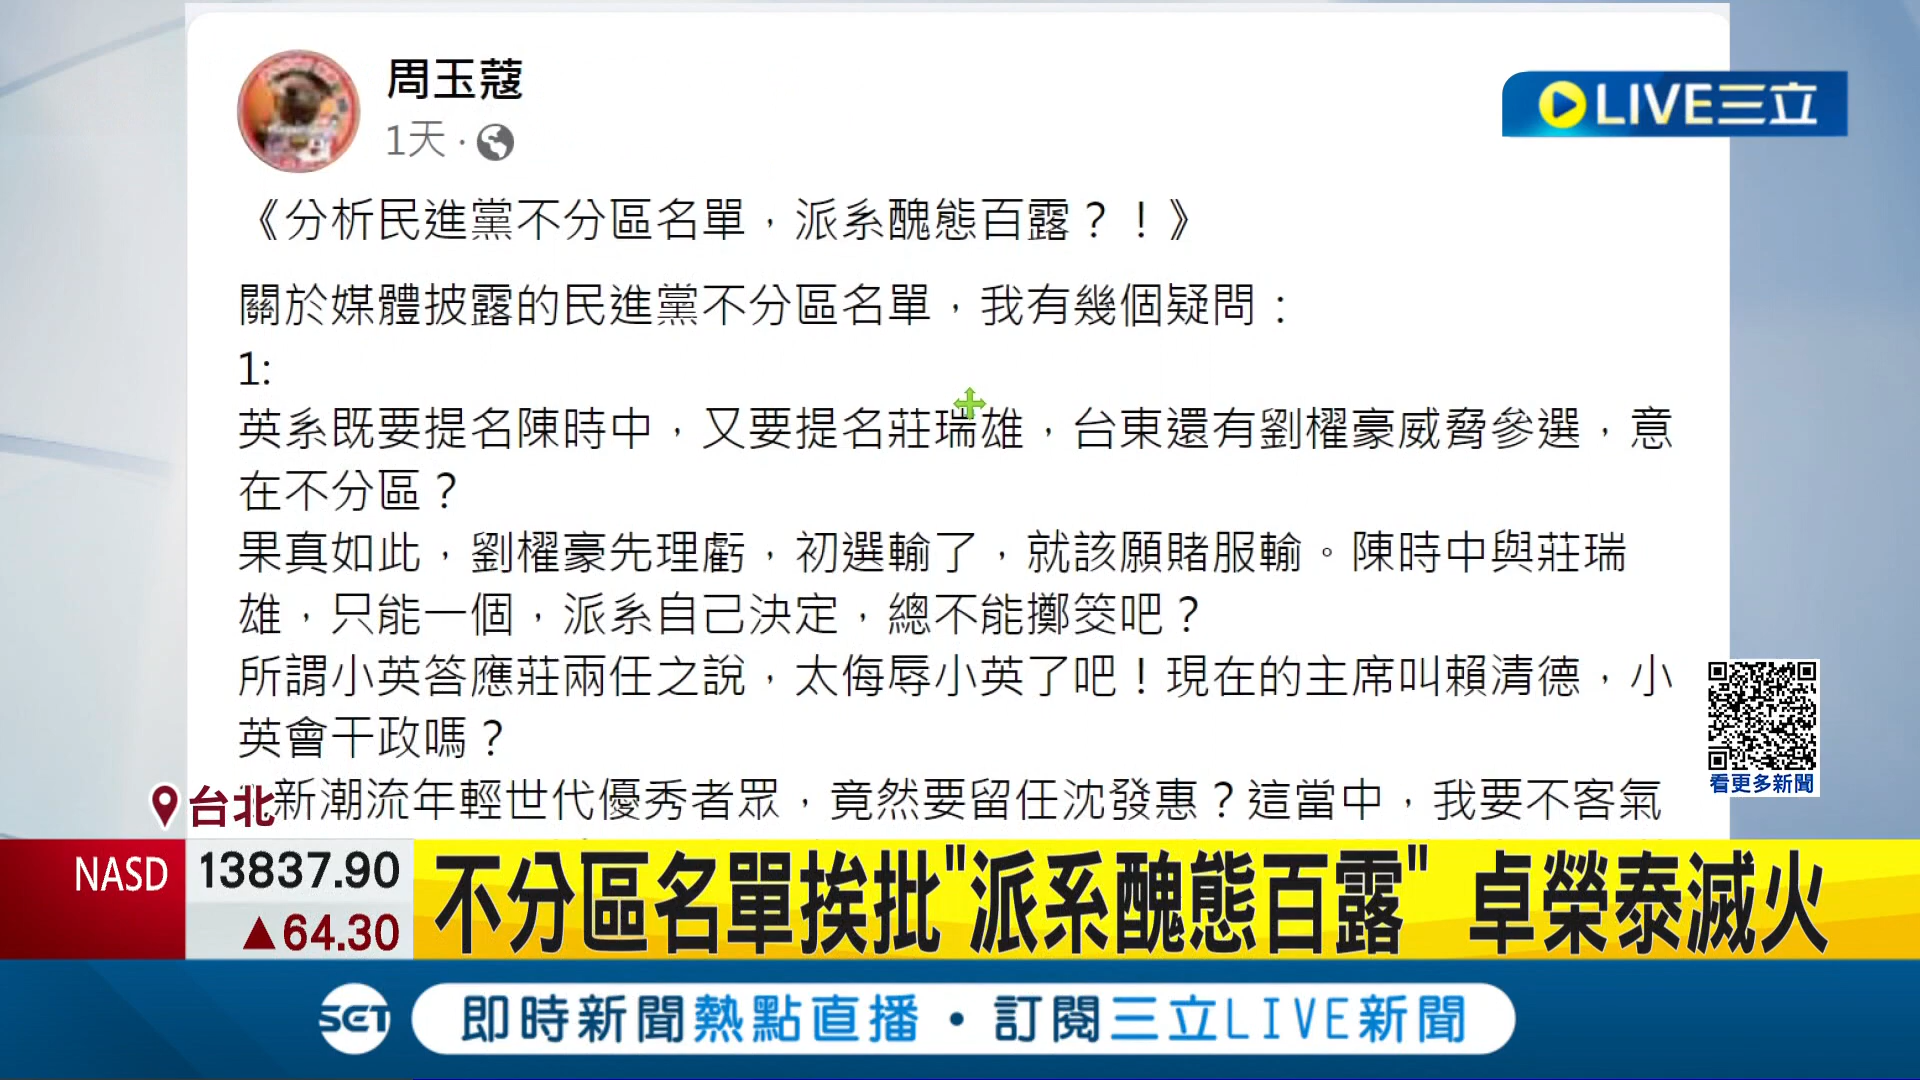 周玉蔻
1天·
LIVE三立
《分析民進黨不分區名單，派系醜態百露？！》
關於媒體披露的民進黨不分區名單，我有幾個疑問：
1:
英系既要提名陳時中，又要提名莊瑞雄，台東還有劉櫂豪威脅參選，意
在不分區？
果真如此，劉櫂豪先理虧，初選輸了，就該願賭服輸。陳時中與莊瑞
雄，只能一個，派系自己決定，總不能擲筊吧？
所謂小英答應莊兩任之說，太侮辱小英了吧！現在的主席叫賴清德，小
英會干政嗎？
新潮流年輕世代優秀者眾，竟然要留任沈發惠？這當中，我要不客氣
看更多新聞
台北
NASD 13837.90
▲64.30
不分區名單挨批"派系醜態百露" 卓榮泰滅火
SET 即時新聞熱點直播・訂閱三立LIVE新聞